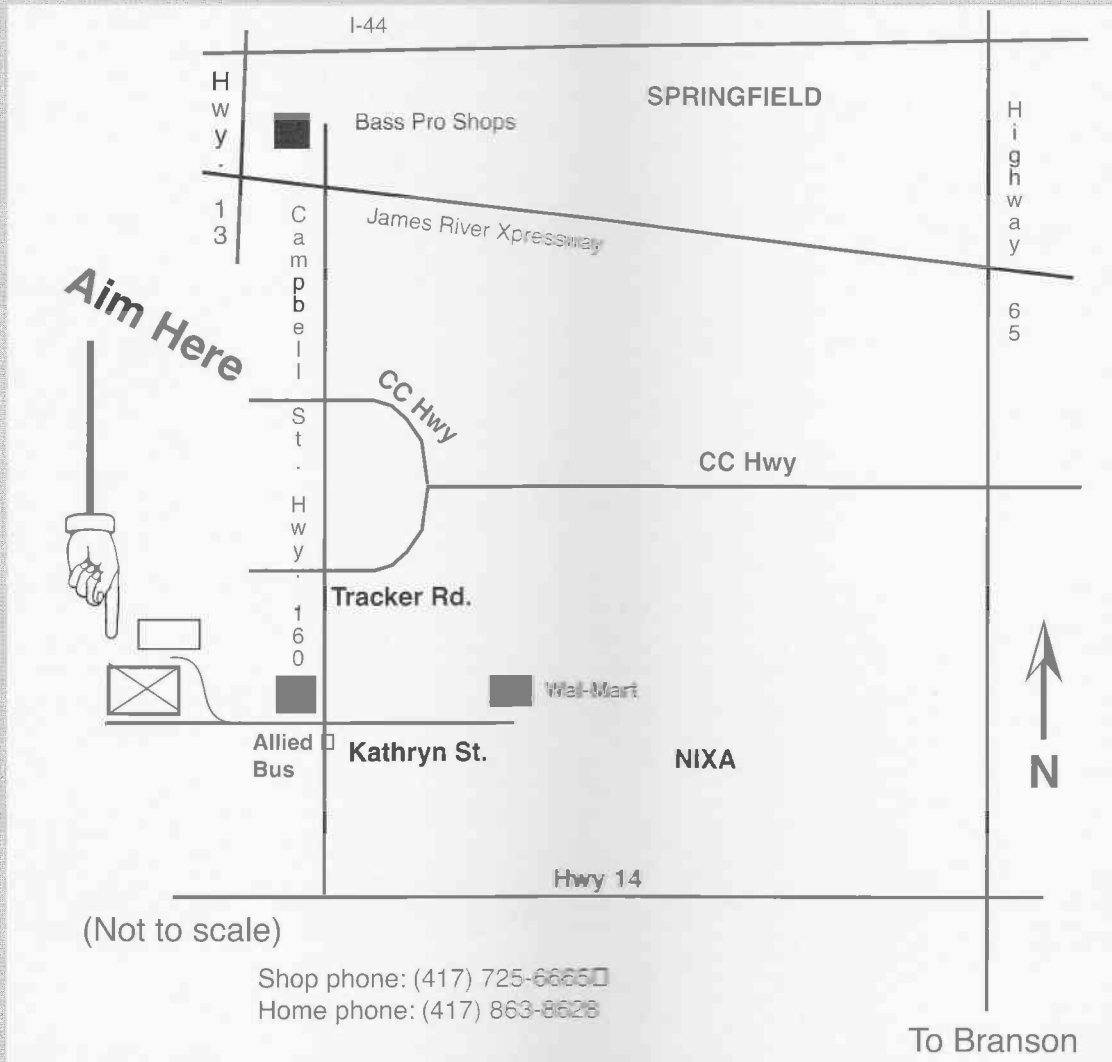 I-44
Hwy. 13
SPRINGFIELD
Highway 65
Bass Pro Shops
Campbell St. Hwy. 160
James River Xpressway
Aim Here
CC Hwy
CC Hwy
Tracker Rd.
Wal-Mart
Allied
Bus
Kathryn St.
NIXA
N
Hwy 14
(Not to scale)
Shop phone: (417) 725-6665
Home phone: (417) 863-8628
To Branson